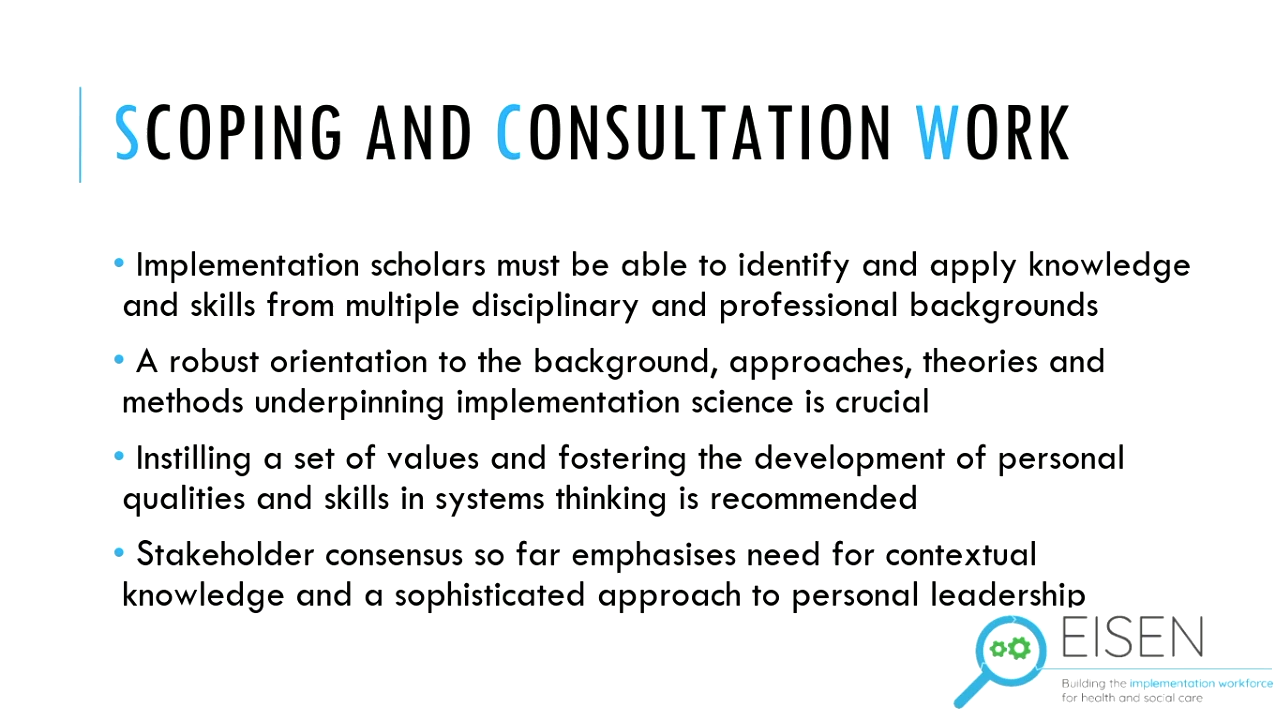 SCOPING AND CONSULTATION WORK
• Implementation scholars must be able to identify and apply knowledge
and skills from multiple disciplinary and professional backgrounds
• A robust orientation to the background, approaches, theories and
methods underpinning implementation science is crucial
• Instilling a set of values and fostering the development of personal
qualities and skills in systems thinking is recommended
• Stakeholder consensus so far emphasises need for contextual
knowledge and a sophisticated approach to personal leadership
EISEN
Building the implementation workforce
for health and social care